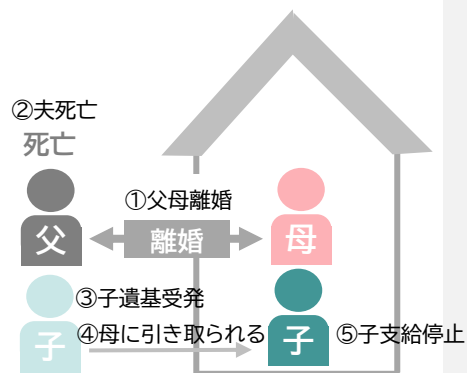 ②夫死亡
死亡
①父母離婚
父
離婚
母
③子遺基受発
④母に引き取られる
子
子
⑤子支給停止